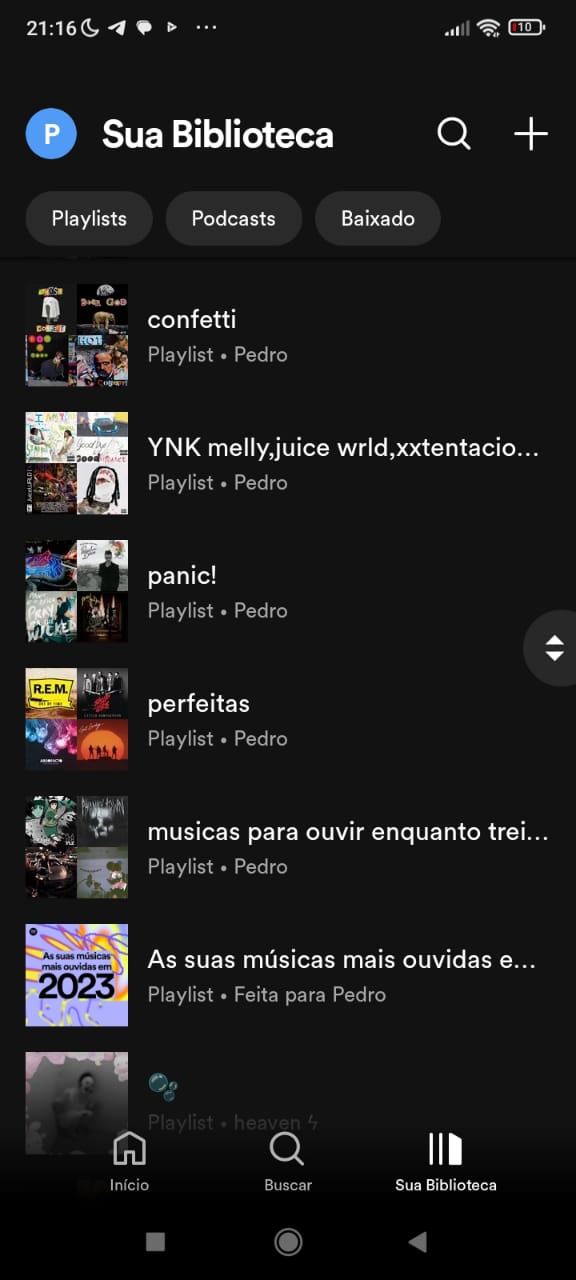 21:16
10
P
Sua Biblioteca
Playlists
Podcasts
Baixado
confetti
Playlist • Pedro
YNK melly,juice wrld,xxtentacio...
Playlist • Pedro
panic!
Playlist • Pedro
PRAY
WICKED
perfeitas
Playlist • Pedro
R.E.M.
musicas para ouvir enquanto trei...
Playlist • Pedro
As suas músicas mais ouvidas e...
Playlist • Feita para Pedro
As suas músicas
mais ouvidas em
2023
Playlist • heaven ϟ
Início
Buscar
Sua Biblioteca